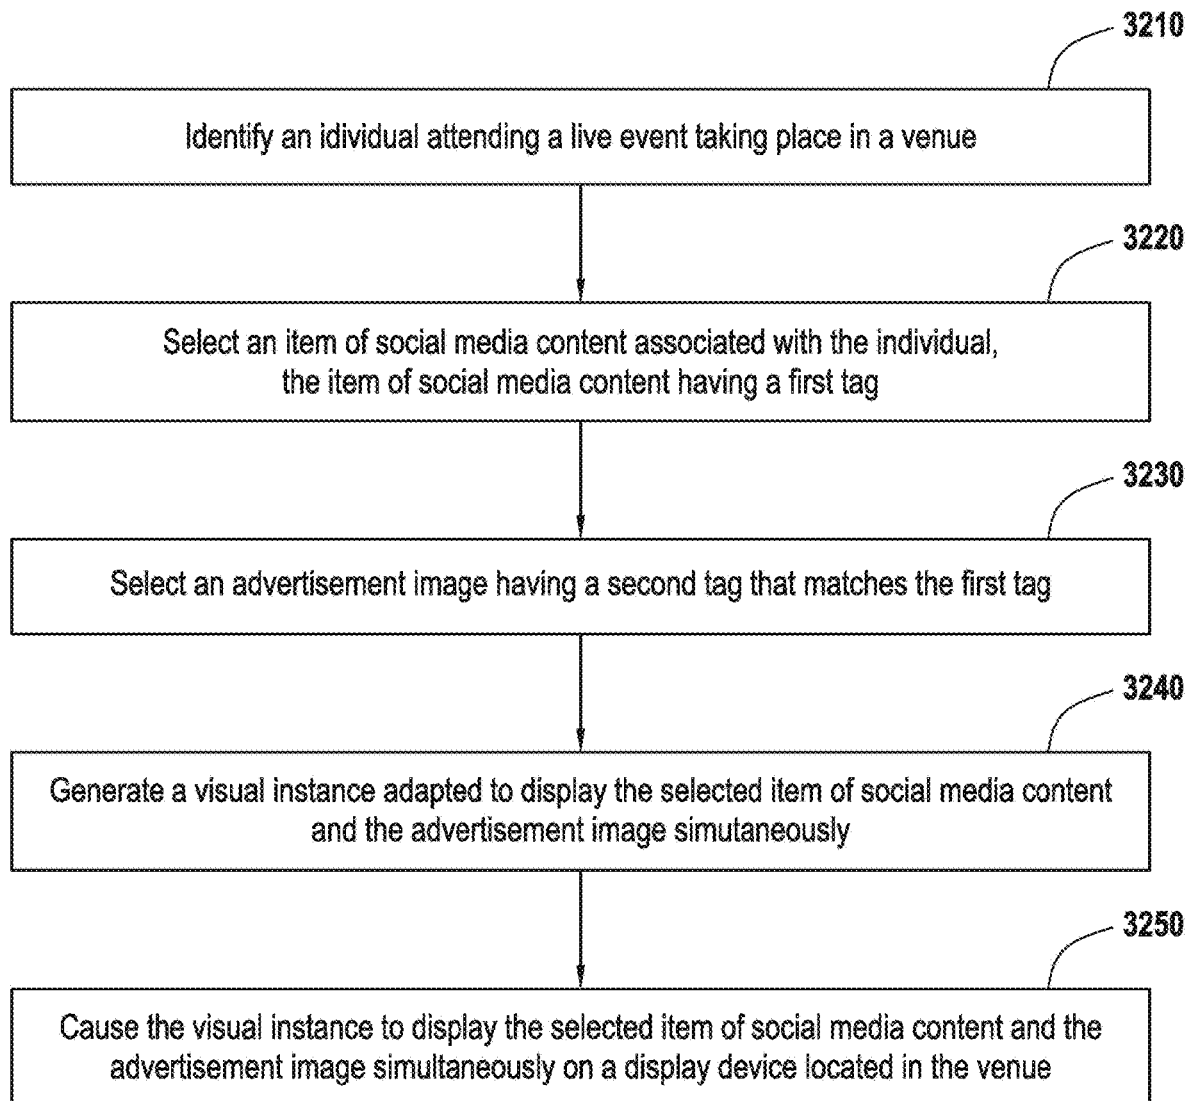 3210
Identify an idividual attending a live event taking place in a venue
3220
Select an item of social media content associated with the individual,
the item of social media content having a first tag
3230
Select an advertisement image having a second tag that matches the first tag
3240
Generate a visual instance adapted to display the selected item of social media content
and the advertisement image simutaneously
3250
Cause the visual instance to display the selected item of social media content and the
advertisement image simultaneously on a display device located in the venue